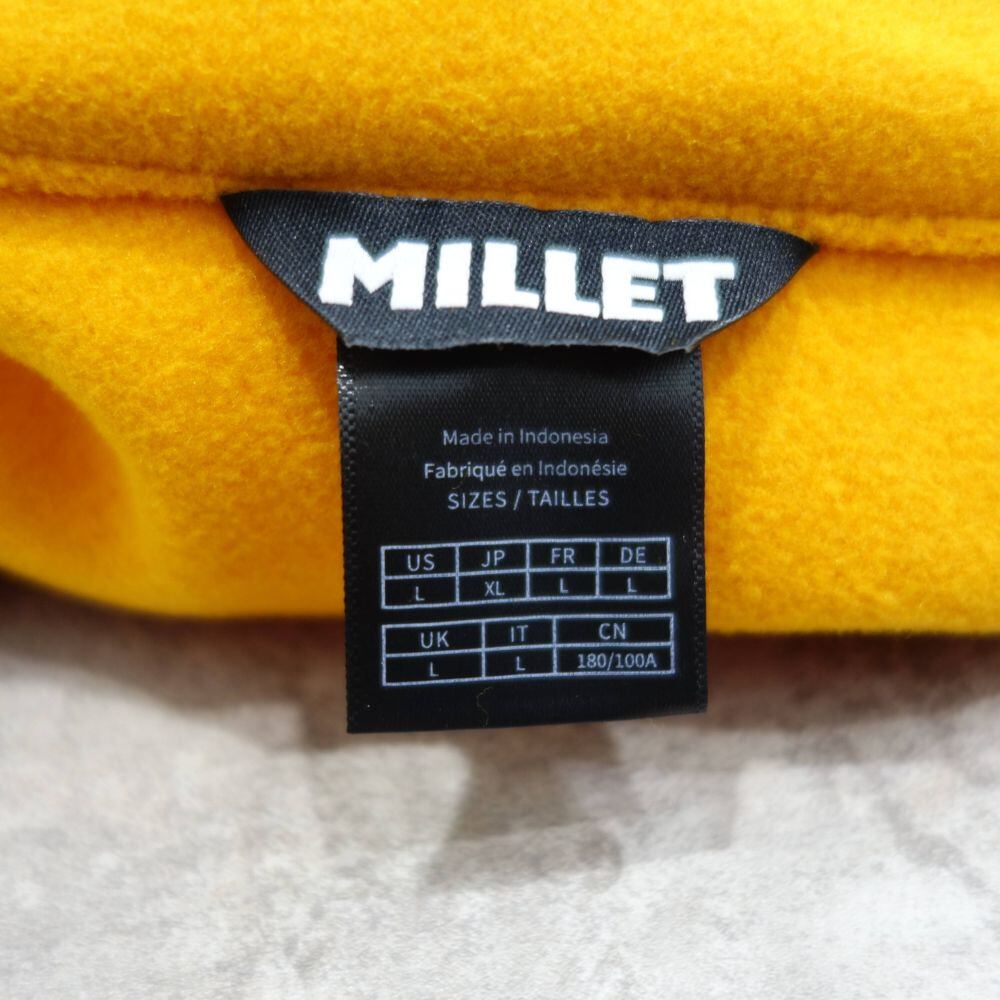 MILLET
Made in Indonesia
Fabriqué en Indonésie
SIZES / TAILLES
US JP FR DE
L XL L L
UK IT CN
L L 180/100A